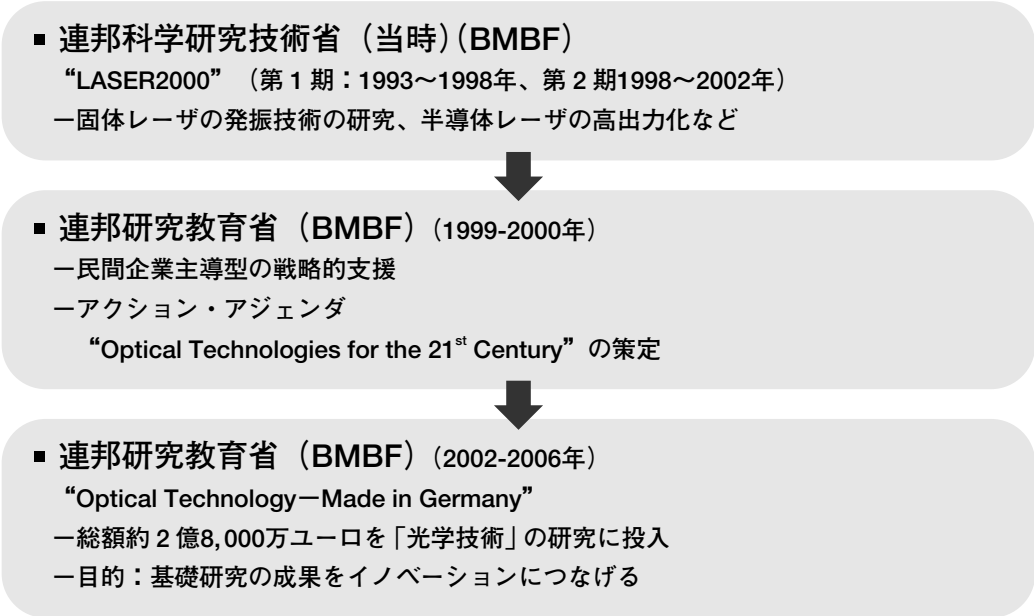 ■ 連邦科学研究技術省（当時）（BMBF）
“LASER2000”（第1期：1993～1998年、第2期1998～2002年）
－固体レーザの発振技術の研究、半導体レーザの高出力化など
■ 連邦研究教育省（BMBF）（1999-2000年）
－民間企業主導型の戦略的支援
－アクション・アジェンダ
“Optical Technologies for the 21st Century”の策定
■ 連邦研究教育省（BMBF）（2002-2006年）
“Optical Technology－Made in Germany”
－総額約2億8,000万ユーロを「光学技術」の研究に投入
－目的：基礎研究の成果をイノベーションにつなげる